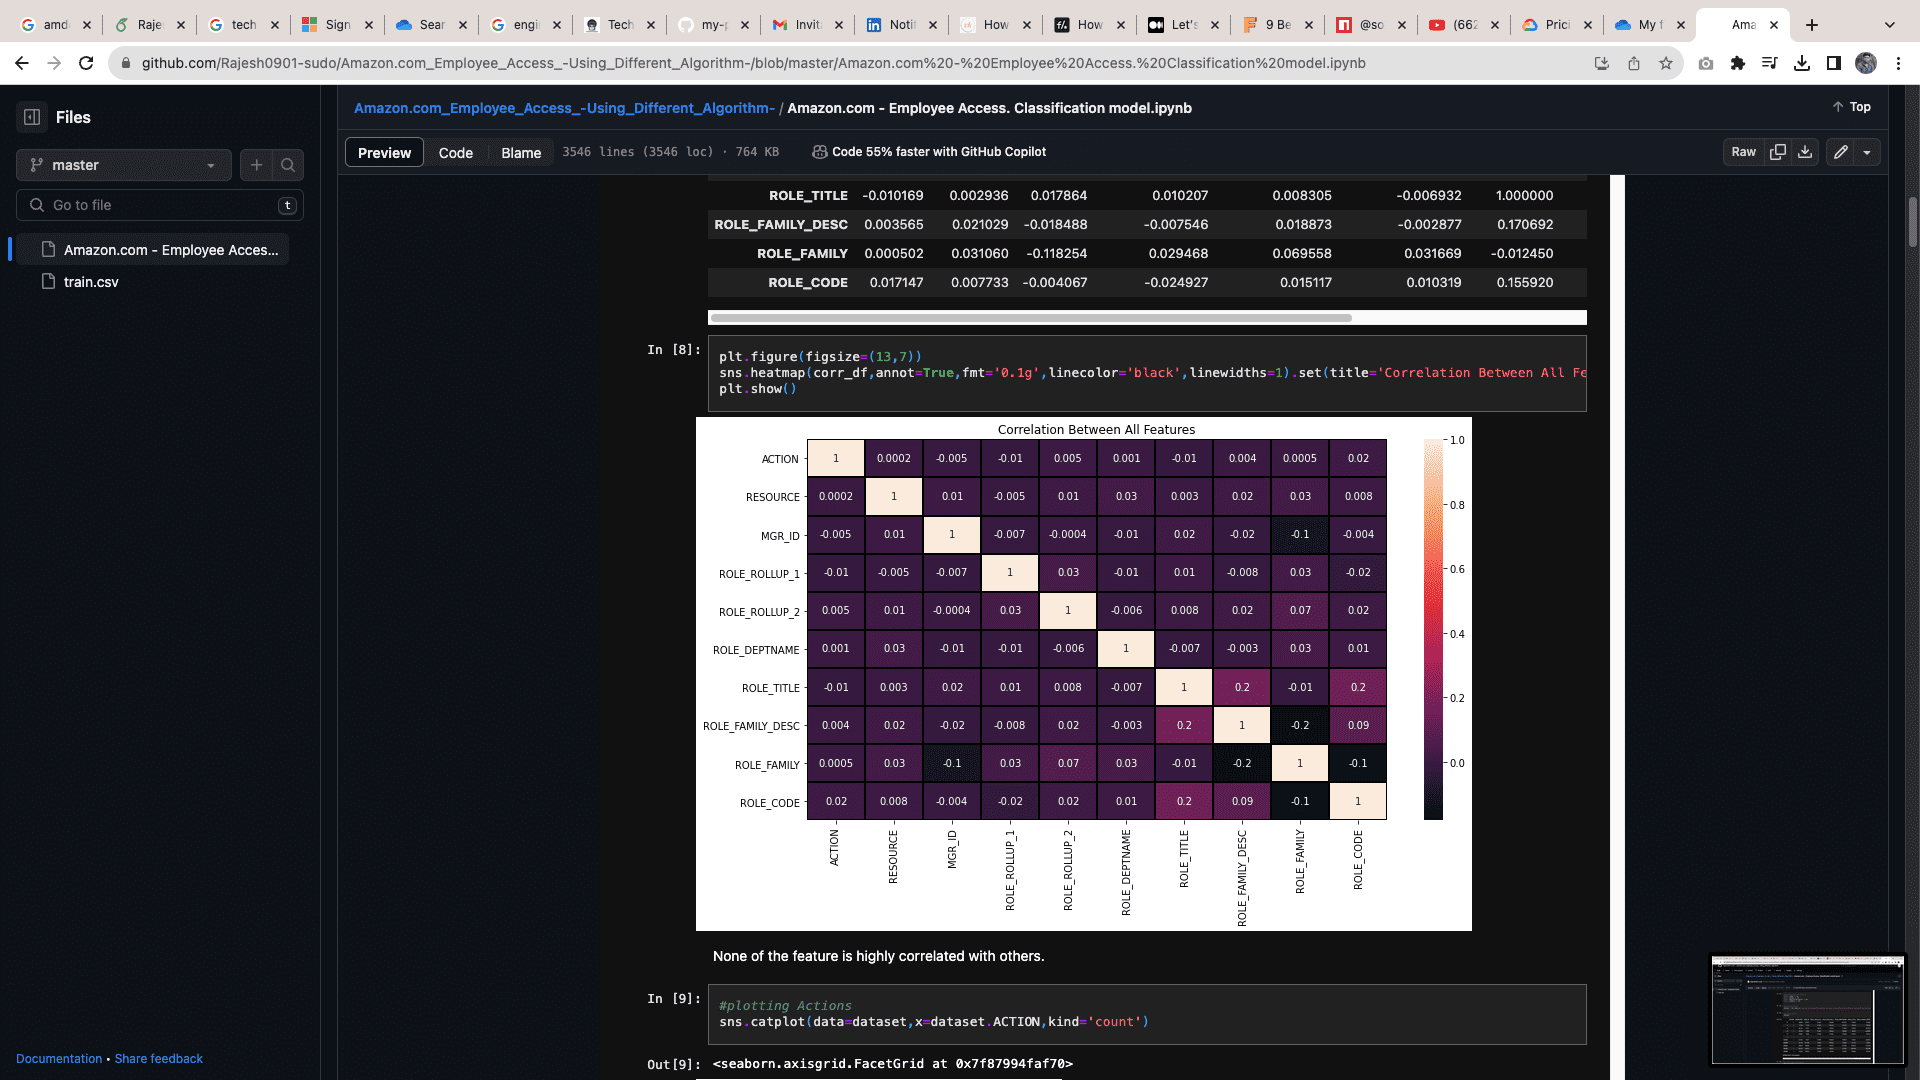 amd
Raje
tech
Sign
Sear
engi
Tech
my-p
Invita
Notif
How
How
Let's
9 Be
@so
(662
Prici
My f
Ama
github.com/Rajesh0901-sudo/Amazon.com_Employee_Access_-Using_Different_Algorithm-/blob/master/Amazon.com%20-%20Employee%20Access.%20Classification%20model.ipynb
Files
master
Go to file
t
Amazon.com - Employee Acces...
train.csv
Documentation • Share feedback
Amazon.com_Employee_Access_-Using_Different_Algorithm- / Amazon.com - Employee Access. Classification model.ipynb
Top
Preview Code Blame 3546 lines (3546 loc) · 764 KB Code 55% faster with GitHub Copilot
Raw
ROLE_TITLE -0.010169 0.002936 0.017864 0.010207 0.008305 -0.006932 1.000000
ROLE_FAMILY_DESC 0.003565 0.021029 -0.018488 -0.007546 0.018873 -0.002877 0.170692
ROLE_FAMILY 0.000502 0.031060 -0.118254 0.029468 0.069558 0.031669 -0.012450
ROLE_CODE 0.017147 0.007733 -0.004067 -0.024927 0.015117 0.010319 0.155920
In [8]:
plt.figure(figsize=(13,7))
sns.heatmap(corr_df,annot=True,fmt='0.1g',linecolor='black',linewidths=1).set(title='Correlation Between All Fe
plt.show()
Correlation Between All Features
ACTION 1 0.0002 -0.005 -0.01 0.005 0.001 -0.01 0.004 0.0005 0.02
RESOURCE 0.0002 1 0.01 -0.005 0.01 0.03 0.003 0.02 0.03 0.008
MGR_ID -0.005 0.01 1 -0.007 -0.0004 -0.01 0.02 -0.02 -0.1 -0.004
ROLE_ROLLUP_1 -0.01 -0.005 -0.007 1 0.03 -0.01 0.01 -0.008 0.03 -0.02
ROLE_ROLLUP_2 0.005 0.01 -0.0004 0.03 1 -0.006 0.008 0.02 0.07 0.02
ROLE_DEPTNAME 0.001 0.03 -0.01 -0.01 -0.006 1 -0.007 -0.003 0.03 0.01
ROLE_TITLE -0.01 0.003 0.02 0.01 0.008 -0.007 1 0.2 -0.01 0.2
ROLE_FAMILY_DESC 0.004 0.02 -0.02 -0.008 0.02 -0.003 0.2 1 -0.2 0.09
ROLE_FAMILY 0.0005 0.03 -0.1 0.03 0.07 0.03 -0.01 -0.2 1 -0.1
ROLE_CODE 0.02 0.008 -0.004 -0.02 0.02 0.01 0.2 0.09 -0.1 1
ACTION
RESOURCE
MGR_ID
ROLE_ROLLUP_1
ROLE_ROLLUP_2
ROLE_DEPTNAME
ROLE_TITLE
ROLE_FAMILY_DESC
ROLE_FAMILY
ROLE_CODE
1.0
0.8
0.6
0.4
0.2
0.0
None of the feature is highly correlated with others.
In [9]:
#plotting Actions
sns.catplot(data=dataset,x=dataset.ACTION,kind='count')
Out[9]: <seaborn.axisgrid.FacetGrid at 0x7f87994faf70>